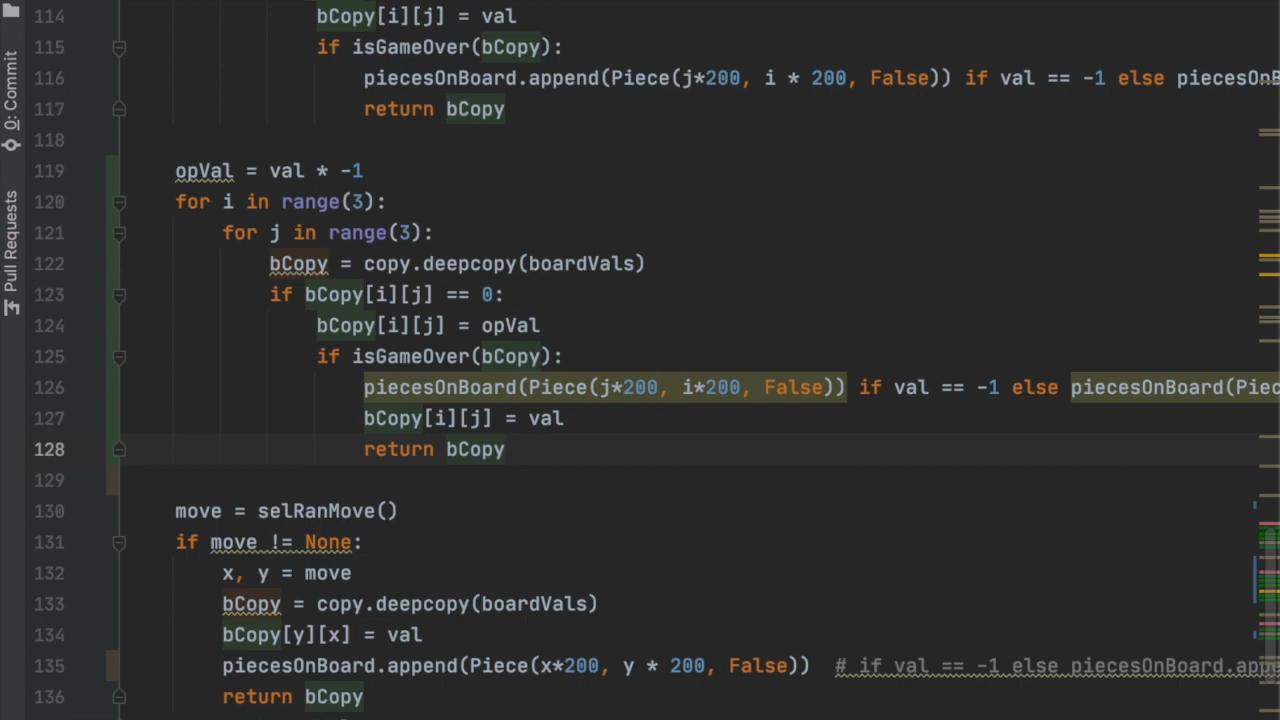 114 bCopy[i][j] = val
115 if isGameOver(bCopy):
116 piecesOnBoard.append(Piece(j*200, i * 200, False)) if val == -1 else piecesOnB
117 return bCopy
118
119 opVal = val * -1
120 for i in range(3):
121 for j in range(3):
122 bCopy = copy.deepcopy(boardVals)
123 if bCopy[i][j] == 0:
124 bCopy[i][j] = opVal
125 if isGameOver(bCopy):
126 piecesOnBoard(Piece(j*200, i*200, False)) if val == -1 else piecesOnBoard(Piec
127 bCopy[i][j] = val
128 return bCopy
129
130 move = selRanMove()
131 if move != None:
132 x, y = move
133 bCopy = copy.deepcopy(boardVals)
134 bCopy[y][x] = val
135 piecesOnBoard.append(Piece(x*200, y * 200, False)) # if val == -1 else piecesOnBoard.appe
136 return bCopy
0: Commit
Pull Requests